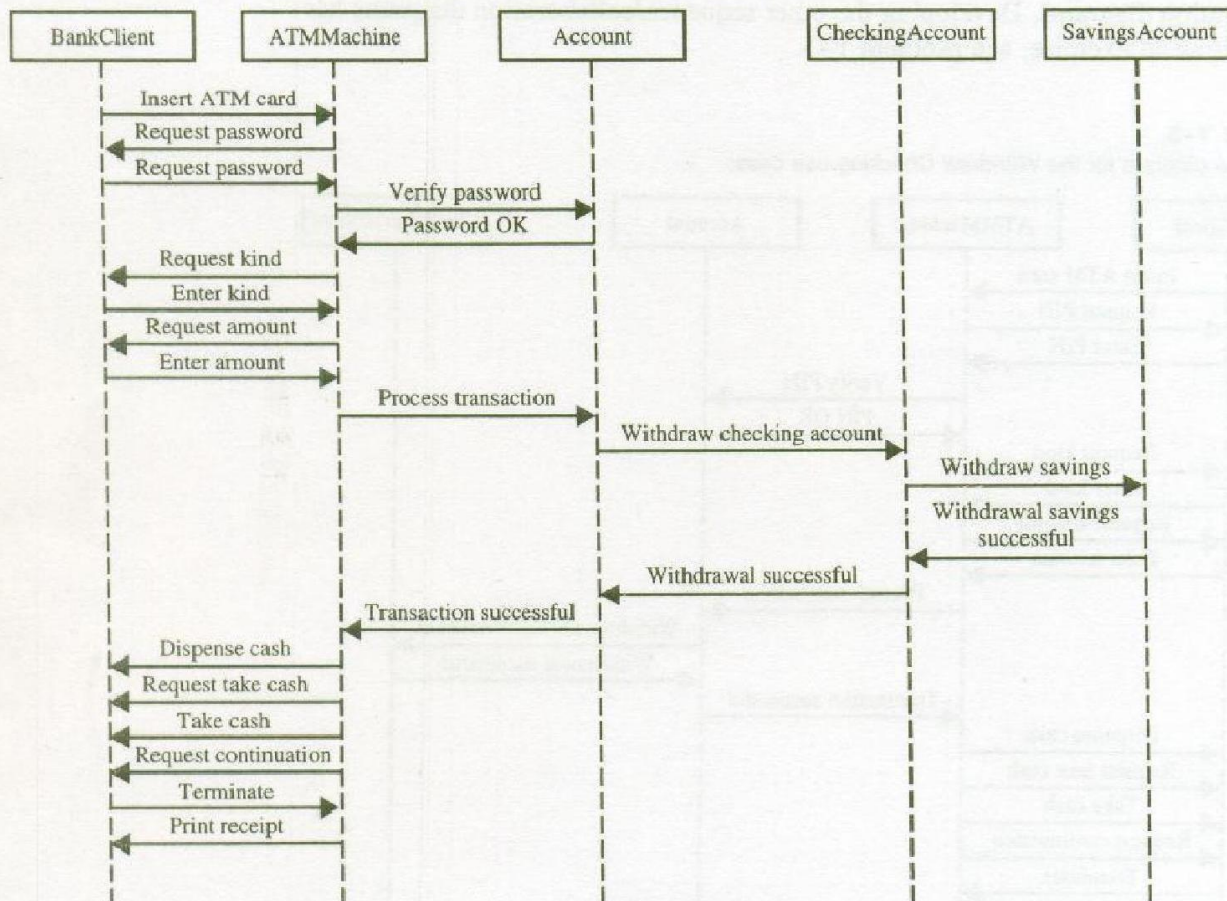 BankClient
ATMMachine
Account
CheckingAccount
SavingsAccount
Insert ATM card
Request password
Request password
Verify password
Password OK
Request kind
Enter kind
Request amount
Enter amount
Process transaction
Withdraw checking account
Withdraw savings
Withdrawal savings
successful
Withdrawal successful
Transaction successful
Dispense cash
Request take cash
Take cash
Request continuation
Terminate
Print receipt